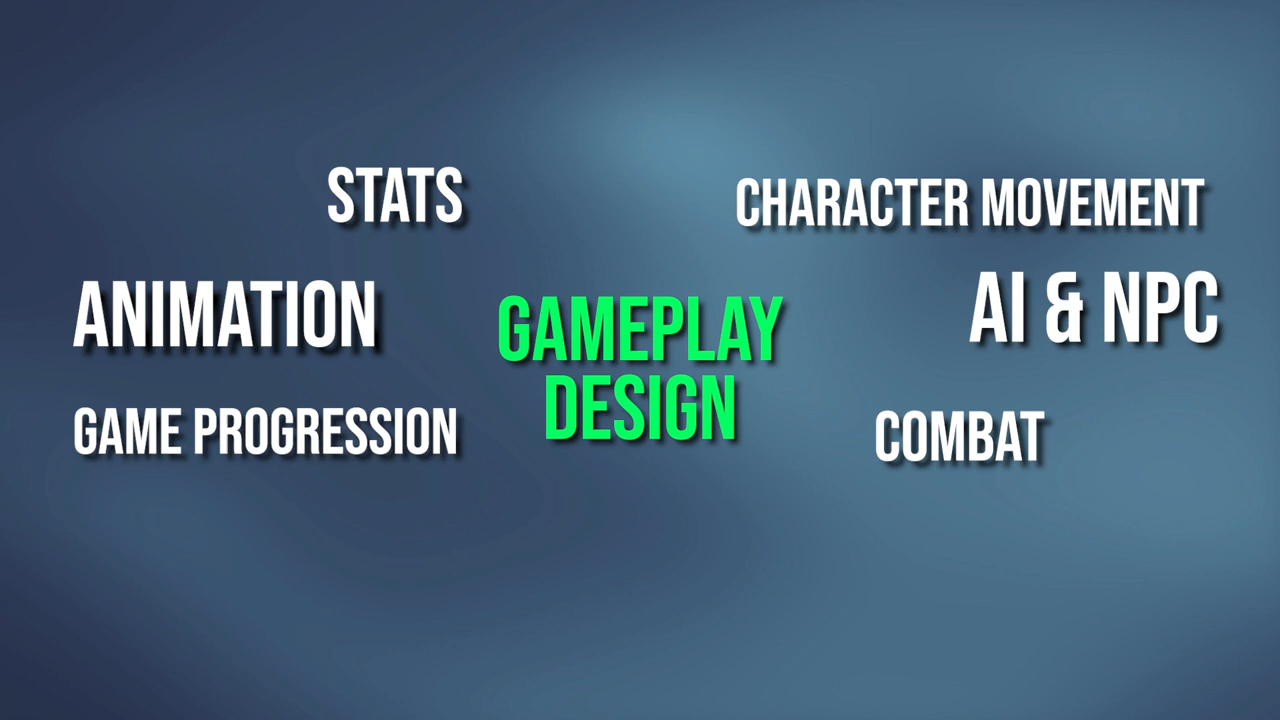 STATS
CHARACTER MOVEMENT
ANIMATION
AI & NPC
GAMEPLAY
DESIGN
GAME PROGRESSION
COMBAT